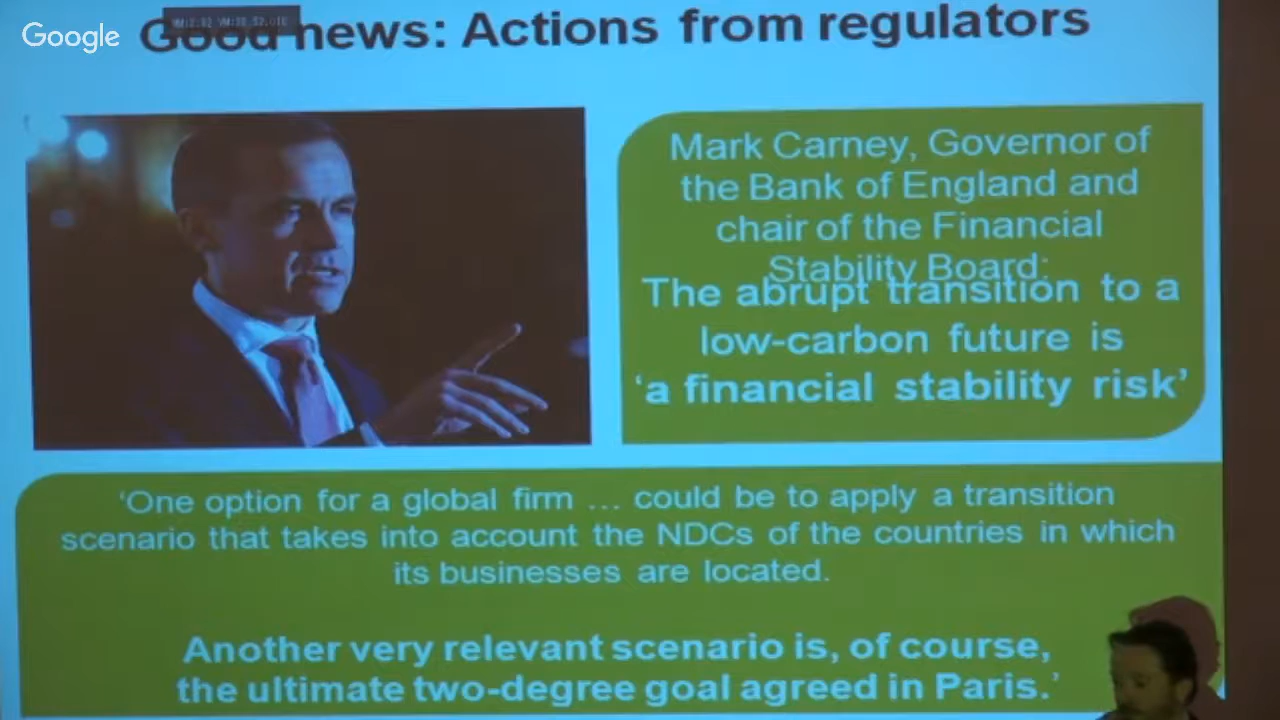 Google
Good news: Actions from regulators
Mark Carney, Governor of
the Bank of England and
chair of the Financial
Stability Board:
The abrupt transition to a
low-carbon future is
‘a financial stability risk’
‘One option for a global firm ... could be to apply a transition
scenario that takes into account the NDCs of the countries in which
its businesses are located.
Another very relevant scenario is, of course,
the ultimate two-degree goal agreed in Paris.’